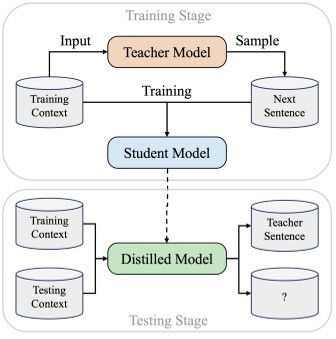 Training Stage
Input
Teacher Model
Sample
Training
Context
Training
Next
Sentence
Student Model
Training
Context
Teacher
Sentence
Distilled Model
Testing
Context
?
Testing Stage